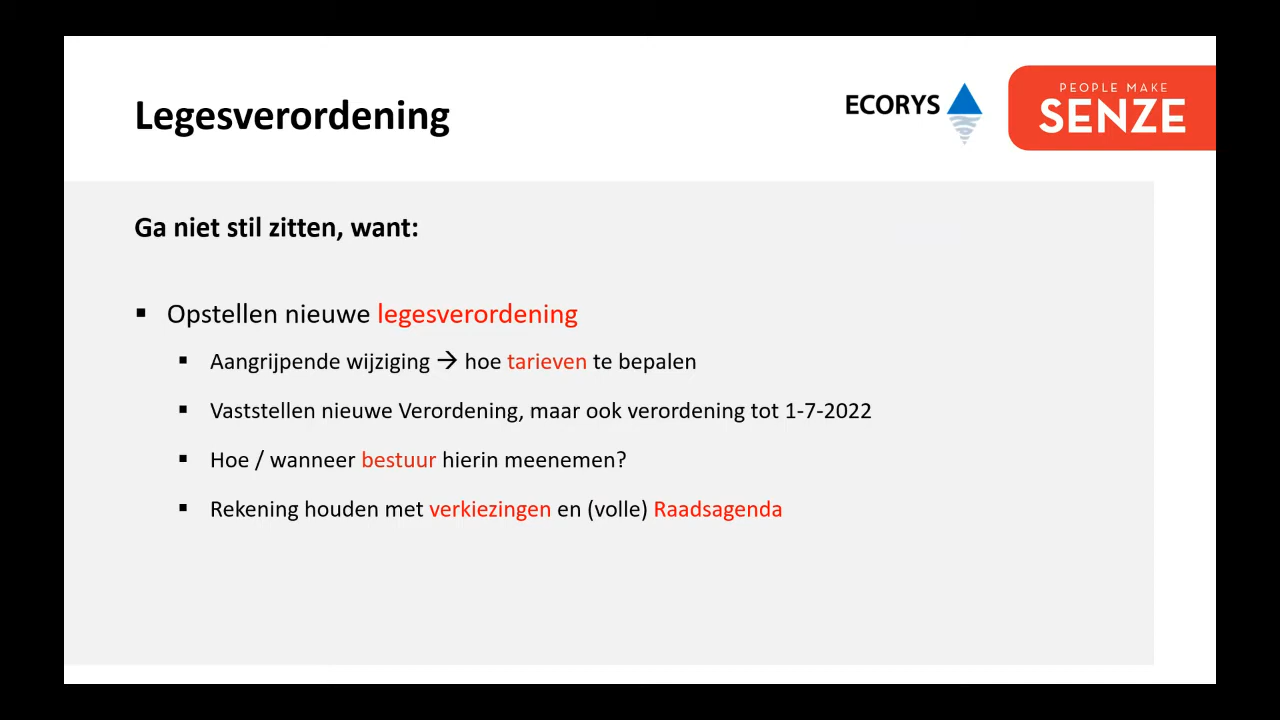 Legesverordening
ECORYS
PEOPLE MAKE
SENZE
Ga niet stil zitten, want:
▪ Opstellen nieuwe legesverordening
▪ Aangrijpende wijziging → hoe tarieven te bepalen
▪ Vaststellen nieuwe Verordening, maar ook verordening tot 1-7-2022
▪ Hoe / wanneer bestuur hierin meenemen?
▪ Rekening houden met verkiezingen en (volle) Raadsagenda